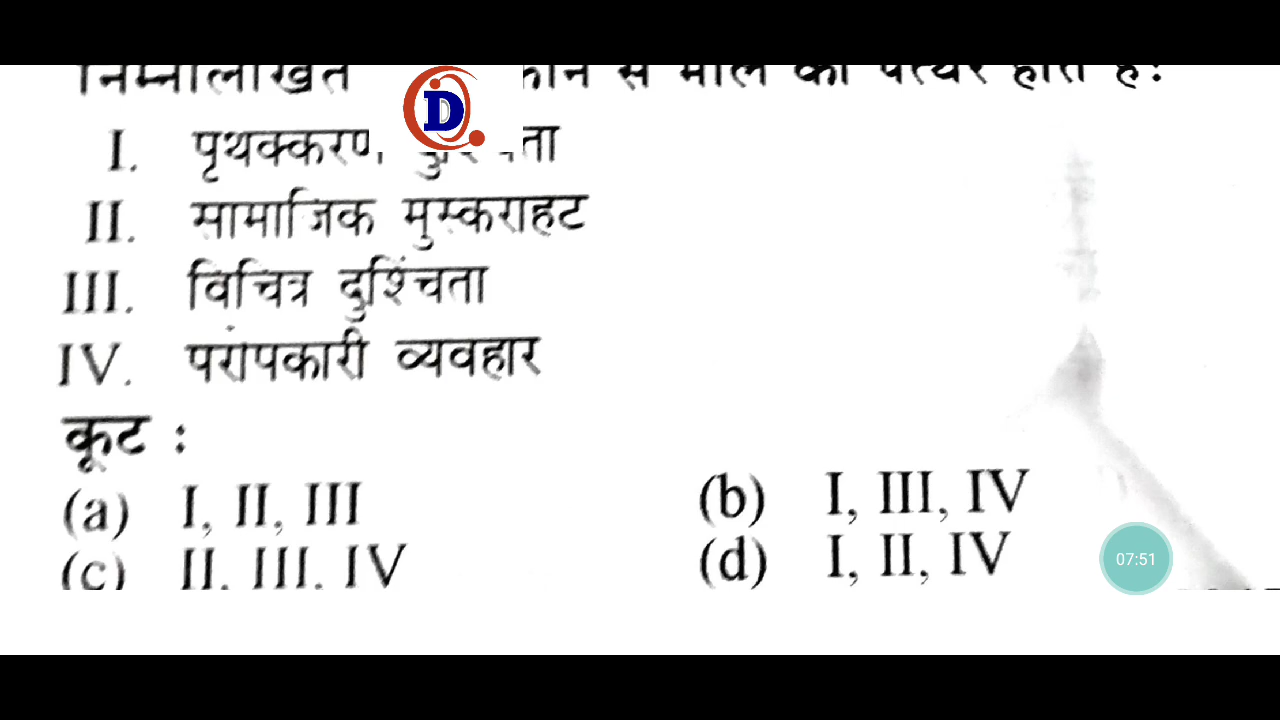 निम्नलिखित कौन से मील का पत्थर होते हैं:
D
I. पृथक्करण
II. सामाजिक मुस्कराहट
III. विचित्र दुश्चिंता
IV. परोपकारी व्यवहार
कूट :
(a) I, II, III (b) I, III, IV
(c) II, III, IV (d) I, II, IV
07:51